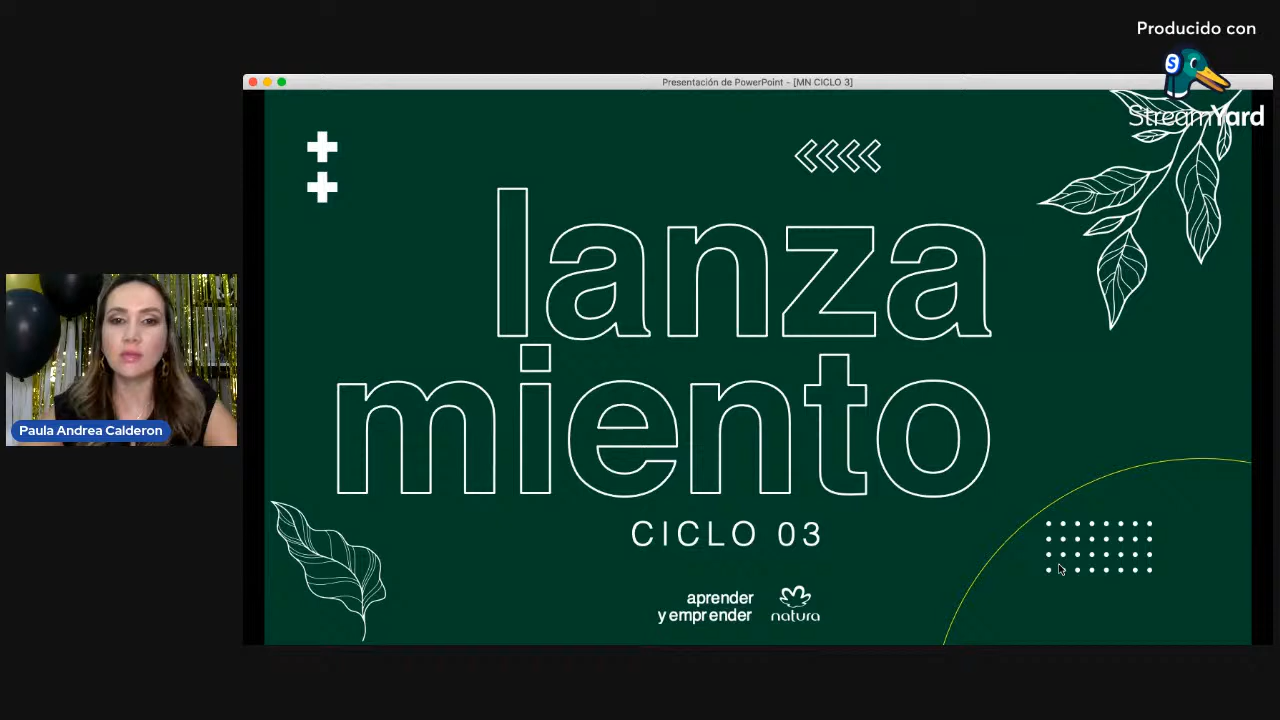 Producido con
StreamYard
Presentación de PowerPoint - [MN CICLO 3]
lanza
miento
CICLO 03
aprender
y emprender
natura
Paula Andrea Calderon